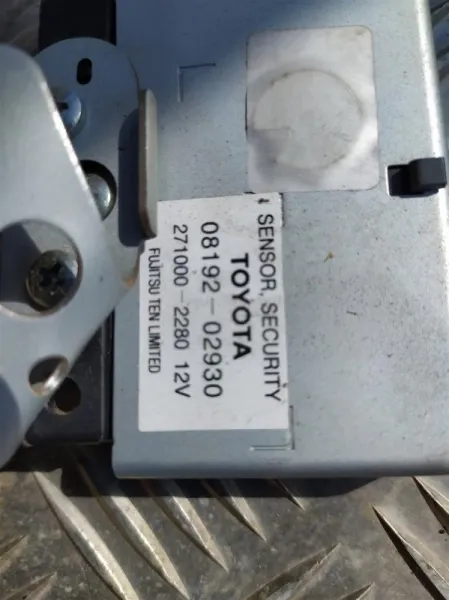 SENSOR, SECURITY
TOYOTA
08192-02930
271000-2280 12V
FUJITSU TEN LIMITED